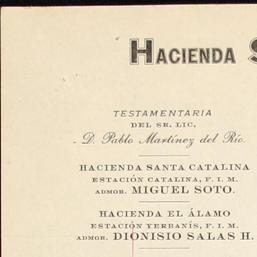 HACIENDA S
TESTAMENTARIA
DEL SR. LIC.
D. Pablo Martínez del Río.
HACIENDA SANTA CATALINA
ESTACIÓN CATALINA, F. I. M.
ADMOR. MIGUEL SOTO.
HACIENDA EL ÁLAMO
ESTACIÓN YERBANÍS, F. I. M.
ADMOR. DIONISIO SALAS H.